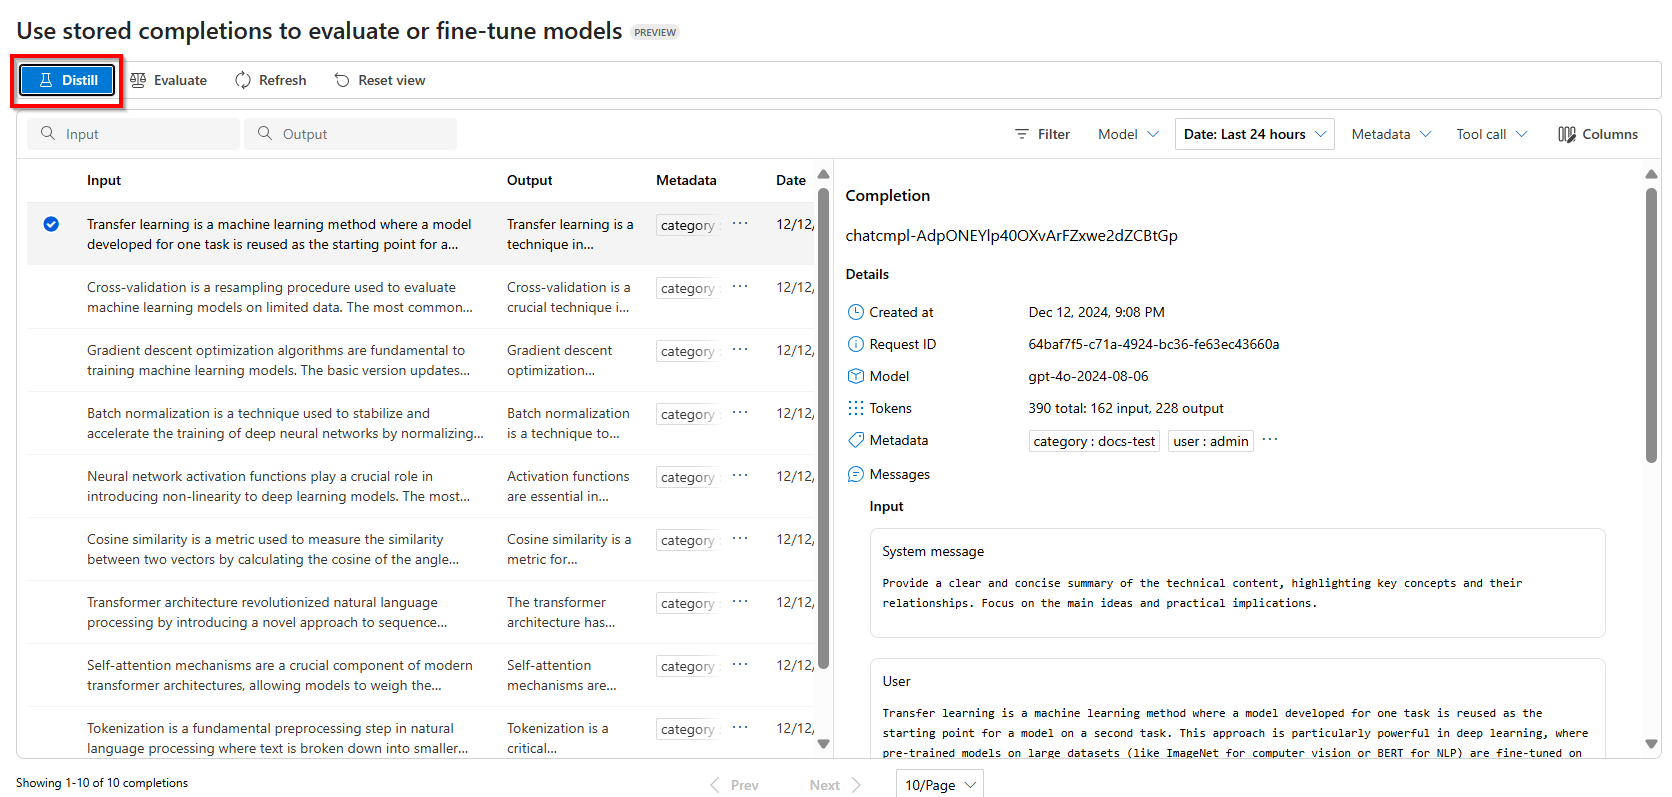 Use stored completions to evaluate or fine-tune models PREVIEW
Distill Evaluate Refresh Reset view
Input Output Filter Model Date: Last 24 hours Metadata Tool call Columns
Input Output Metadata Date
Transfer learning is a machine learning method where a model
developed for one task is reused as the starting point for a...
Transfer learning is a
technique in...
category : ... 12/12,
Cross-validation is a resampling procedure used to evaluate
machine learning models on limited data. The most common...
Cross-validation is a
crucial technique i...
category : ... 12/12,
Gradient descent optimization algorithms are fundamental to
training machine learning models. The basic version updates...
Gradient descent
optimization...
category : ... 12/12,
Batch normalization is a technique used to stabilize and
accelerate the training of deep neural networks by normalizing...
Batch normalization
is a technique to...
category : ... 12/12,
Neural network activation functions play a crucial role in
introducing non-linearity to deep learning models. The most...
Activation functions
are essential in...
category : ... 12/12,
Cosine similarity is a metric used to measure the similarity
between two vectors by calculating the cosine of the angle...
Cosine similarity is a
metric for...
category : ... 12/12,
Transformer architecture revolutionized natural language
processing by introducing a novel approach to sequence...
The transformer
architecture has...
category : ... 12/12,
Self-attention mechanisms are a crucial component of modern
transformer architectures, allowing models to weigh the...
Self-attention
mechanisms are...
category : ... 12/12,
Tokenization is a fundamental preprocessing step in natural
language processing where text is broken down into smaller...
Tokenization is a
critical...
category : ... 12/12,
Completion
chatcmpl-AdpONEYlp40OXvArFZxwe2dZCBtGp
Details
Created at Dec 12, 2024, 9:08 PM
Request ID 64baf7f5-c71a-4924-bc36-fe63ec43660a
Model gpt-4o-2024-08-06
Tokens 390 total: 162 input, 228 output
Metadata category : docs-test user : admin ...
Messages
Input
System message
Provide a clear and concise summary of the technical content, highlighting key concepts and their
relationships. Focus on the main ideas and practical implications.
User
Transfer learning is a machine learning method where a model developed for one task is reused as the
starting point for a model on a second task. This approach is particularly powerful in deep learning, where
pre-trained models on large datasets (like ImageNet for computer vision or BERT for NLP) are fine-tuned on
Showing 1-10 of 10 completions Prev Next 10/Page